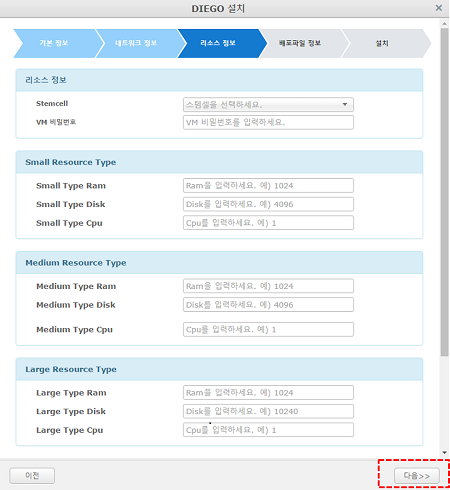 DIEGO 설치
기본 정보 네트워크 정보 리소스 정보 배포파일 정보 설치
리소스 정보
Stemcell 스템셀을 선택하세요.
VM 비밀번호 VM 비밀번호를 입력하세요.
Small Resource Type
Small Type Ram Ram을 입력하세요. 예) 1024
Small Type Disk Disk를 입력하세요. 예) 4096
Small Type Cpu Cpu를 입력하세요. 예) 1
Medium Resource Type
Medium Type Ram Ram을 입력하세요. 예) 1024
Medium Type Disk Disk를 입력하세요. 예) 4096
Medium Type Cpu Cpu를 입력하세요. 예) 1
Large Resource Type
Large Type Ram Ram을 입력하세요. 예) 1024
Large Type Disk Disk를 입력하세요. 예) 10240
Large Type Cpu Cpu를 입력하세요. 예) 1
이전 다음>>